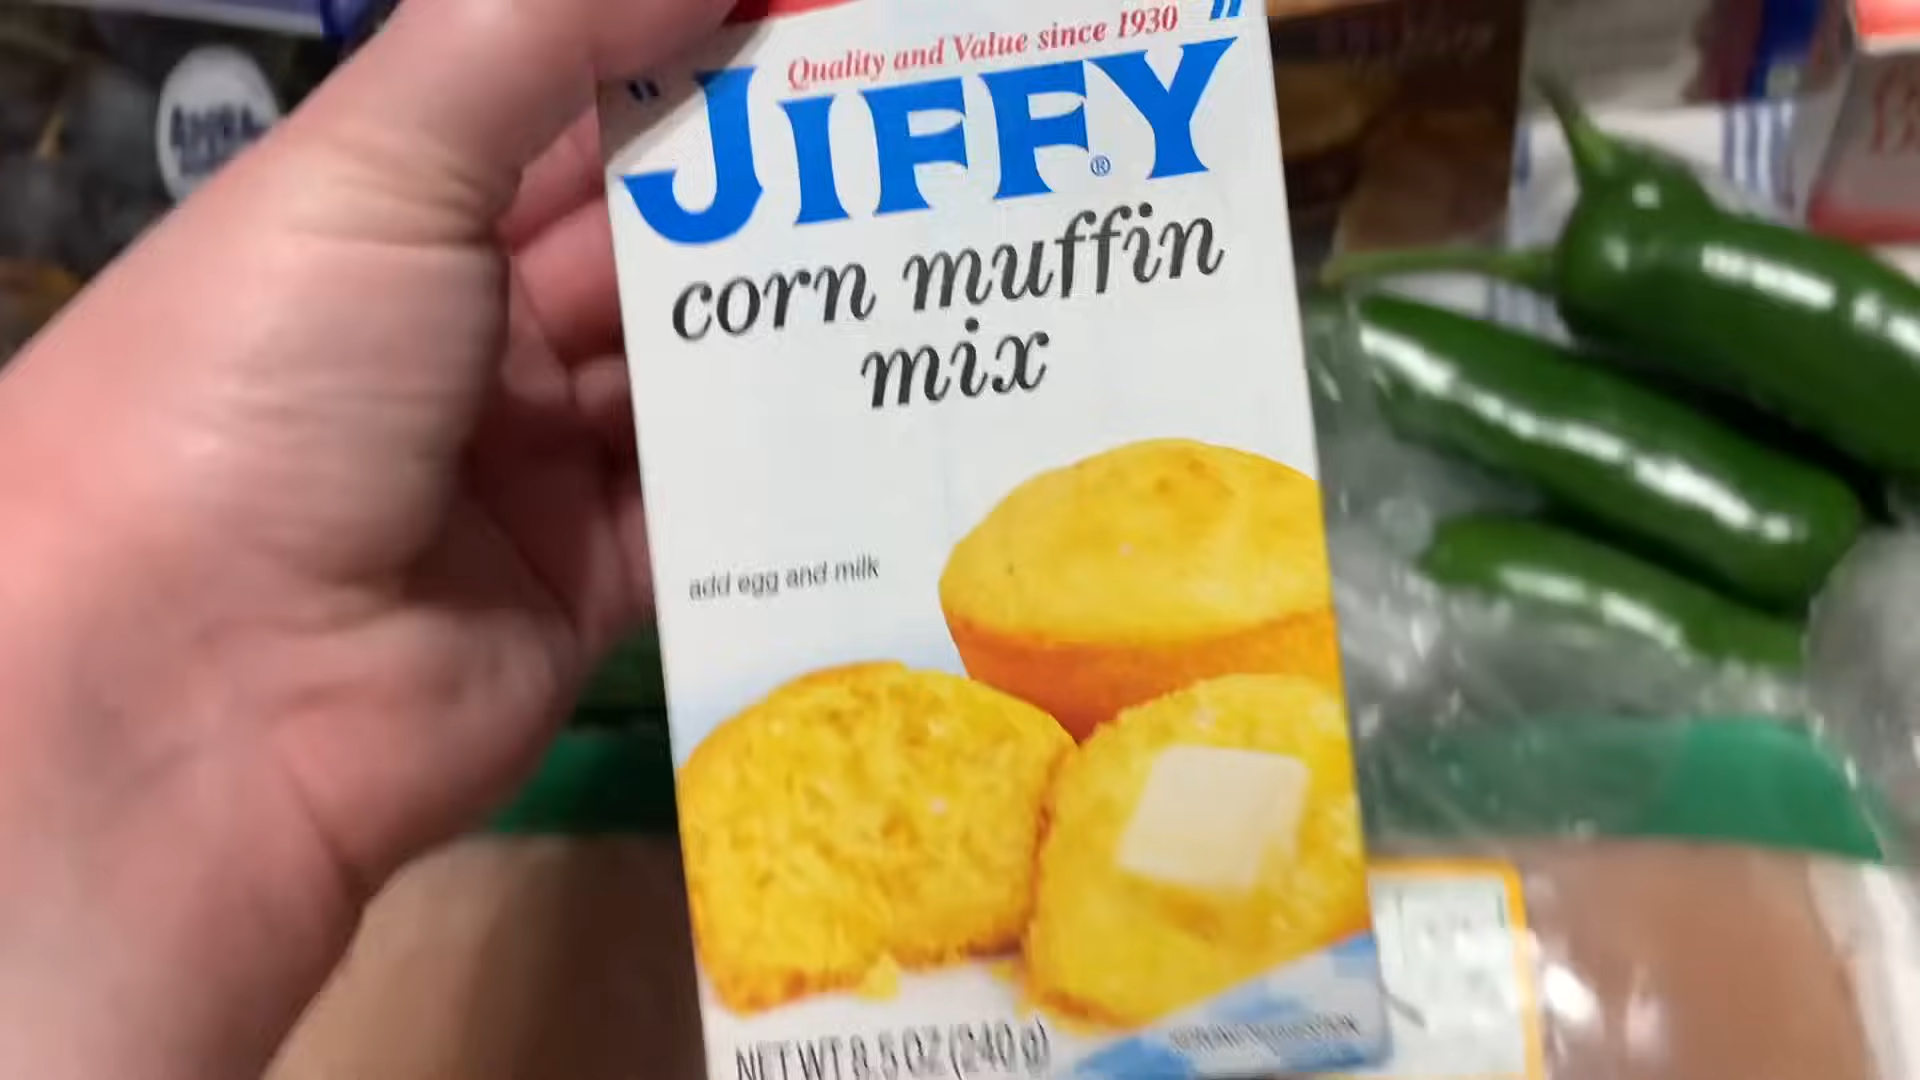 Quality and Value since 1930
"JIFFY"®
corn muffin
mix
add egg and milk
NET WT 8.5 OZ (240 g)